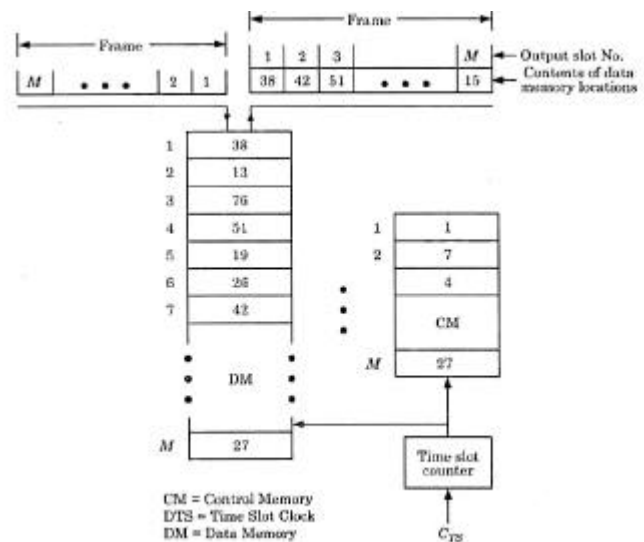 Frame
Frame
1 2 3 M Output slot No.
M 2 1
38 42 51 15 Contents of data
memory locations
1 38
2 13
3 76
4 51
5 19
6 26
7 42
DM
M 27
1 1
2 7
4
CM
M 27
Time slot
counter
CM = Control Memory
DTS = Time Slot Clock
DM = Data Memory
C_TS